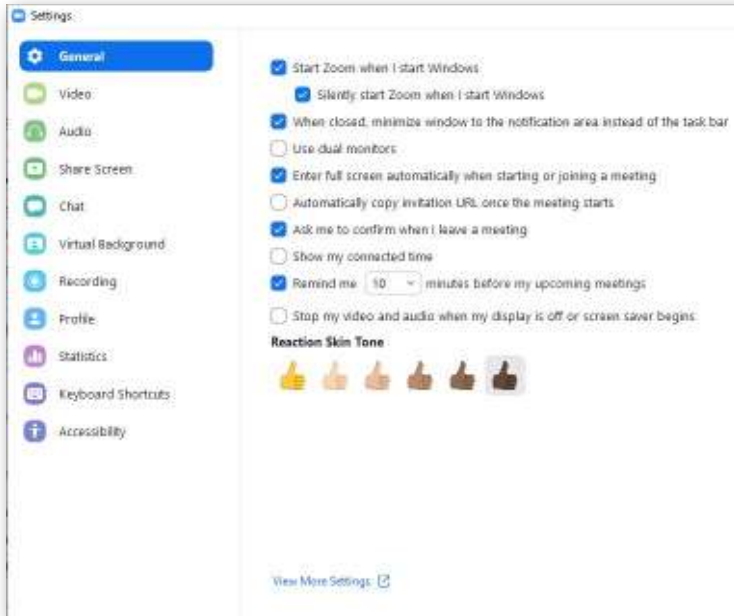 Settings
General
Video
Audio
Share Screen
Chat
Virtual Background
Recording
Profile
Statistics
Keyboard Shortcuts
Accessibility
Start Zoom when I start Windows
Silently start Zoom when I start Windows
When closed, minimize window to the notification area instead of the task bar
Use dual monitors
Enter full screen automatically when starting or joining a meeting
Automatically copy invitation URL once the meeting starts
Ask me to confirm when I leave a meeting
Show my connected time
Remind me 10 minutes before my upcoming meetings
Stop my video and audio when my display is off or screen saver begins
Reaction Skin Tone
View More Settings